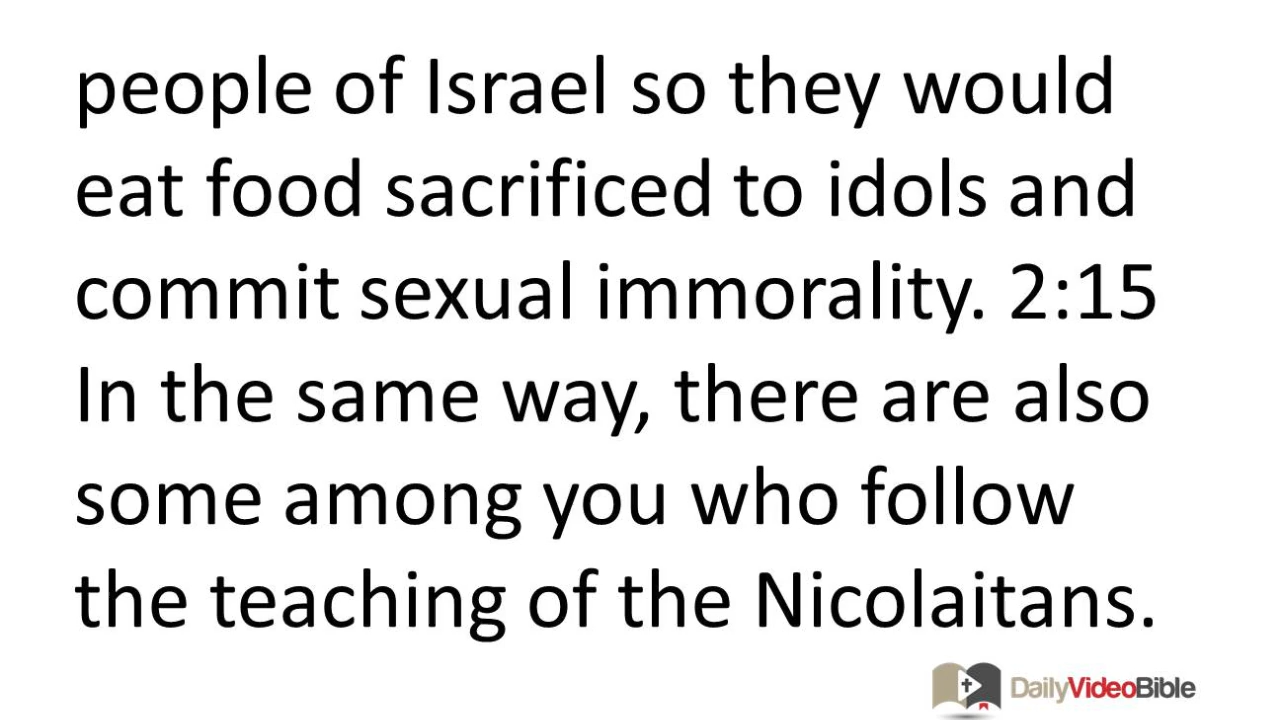 people of Israel so they would
eat food sacrificed to idols and
commit sexual immorality. 2:15
In the same way, there are also
some among you who follow
the teaching of the Nicolaitans.
DailyVideoBible